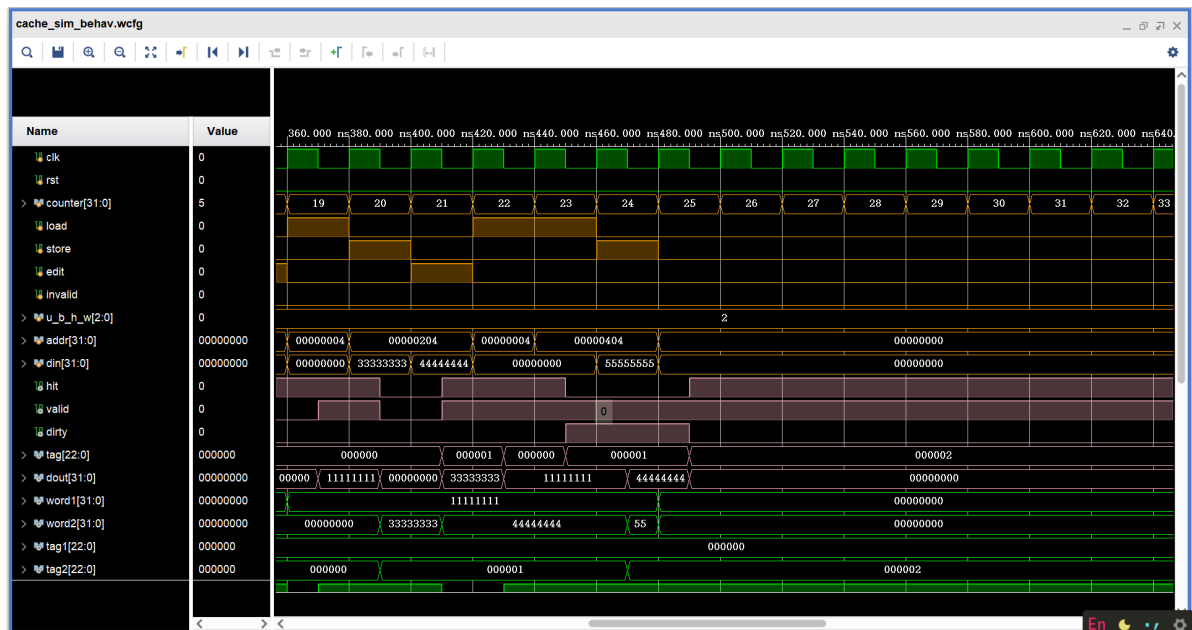 cache_sim_behav.wcfg
Name Value
360.000 ns 380.000 ns 400.000 ns 420.000 ns 440.000 ns 460.000 ns 480.000 ns 500.000 ns 520.000 ns 540.000 ns 560.000 ns 580.000 ns 600.000 ns 620.000 ns 640.
clk 0
rst 0
counter[31:0] 5 19 20 21 22 23 24 25 26 27 28 29 30 31 32 33
load 0
store 0
edit 0
invalid 0
u_b_h_w[2:0] 0 2
addr[31:0] 00000000 00000004 00000204 00000004 00000404 00000000
din[31:0] 00000000 00000000 33333333 44444444 00000000 55555555 00000000
hit 0
valid 0 0
dirty 0
tag[22:0] 000000 000000 000001 000000 000001 000002
dout[31:0] 00000000 00000 11111111 00000000 33333333 11111111 44444444 00000000
word1[31:0] 00000000 11111111 00000000
word2[31:0] 00000000 00000000 33333333 44444444 55 00000000
tag1[22:0] 000000 000000
tag2[22:0] 000000 000000 000001 000002
En